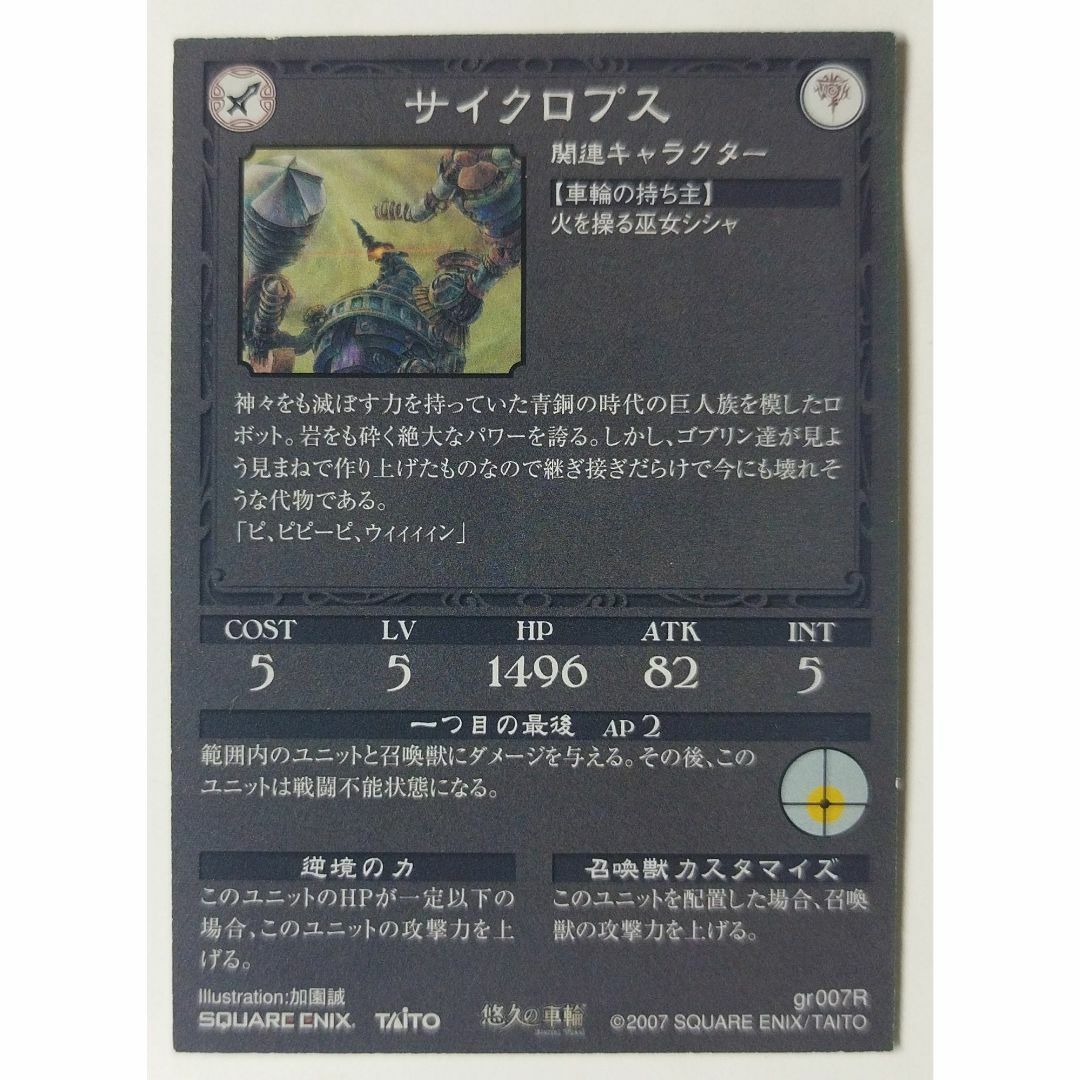 サイクロプス
関連キャラクター
【車輪の持ち主】
火を操る巫女シシャ
神々をも滅ぼす力を持っていた青銅の時代の巨人族を模したロ
ボット。岩をも砕く絶大なパワーを誇る。しかし、ゴブリン達が見よ
う見まねで作り上げたものなので継ぎ接ぎだらけで今にも壊れそ
うな代物である。
「ピ、ピピーピ、ウィィィィン」
COST LV HP ATK INT
5 5 1496 82 5
一つ目の最後 AP 2
範囲内のユニットと召喚獣にダメージを与える。その後、この
ユニットは戦闘不能状態になる。
逆境の力
このユニットのHPが一定以下の
場合、このユニットの攻撃力を上
げる。
召喚獣カスタマイズ
このユニットを配置した場合、召喚
獣の攻撃力を上げる。
Illustration:加園誠
gr007R
SQUARE ENIX. TAITO 悠久の車輪 ©2007 SQUARE ENIX/TAITO